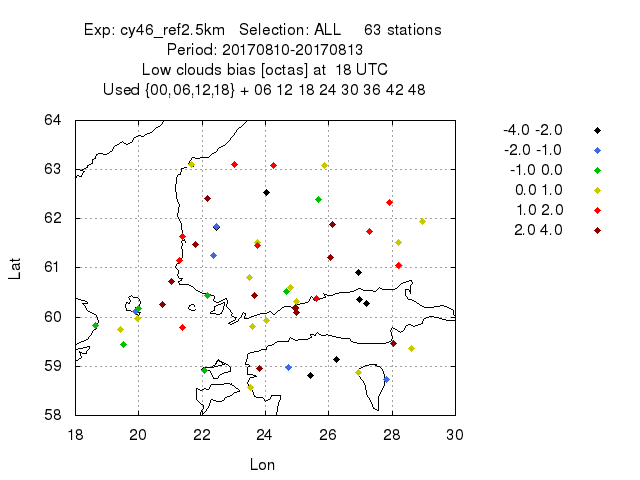 Exp: cy46_ref2.5km   Selection: ALL     63 stations
Period: 20170810-20170813
Low clouds bias [octas] at  18 UTC
Used {00,06,12,18} + 06 12 18 24 30 36 42 48
64
63
62
61
60
59
58
Lat
18 20 22 24 26 28 30
Lon
-4.0 -2.0
-2.0 -1.0
-1.0 0.0
0.0 1.0
1.0 2.0
2.0 4.0